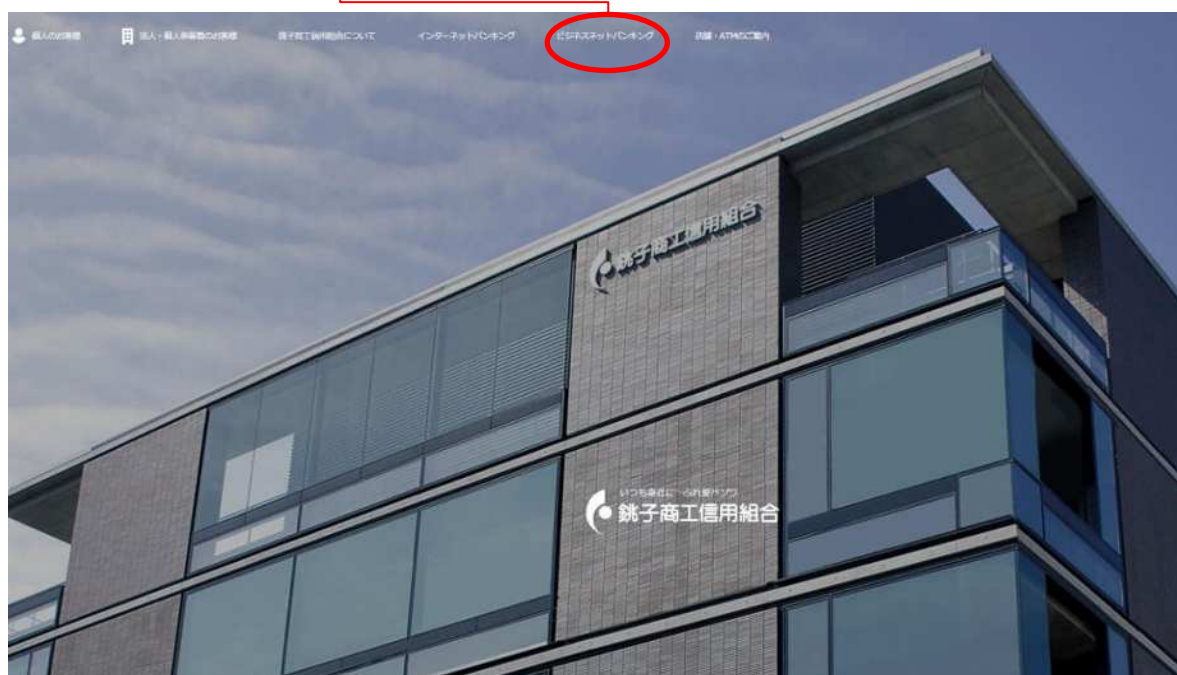 個人のお客様
法人・個人事業者のお客様
銚子商工信用組合について
インターネットバンキング
ビジネスネットバンキング
店舗・ATMのご案内
銚子商工信用組合
いつも身近に ふれ愛バンク
銚子商工信用組合